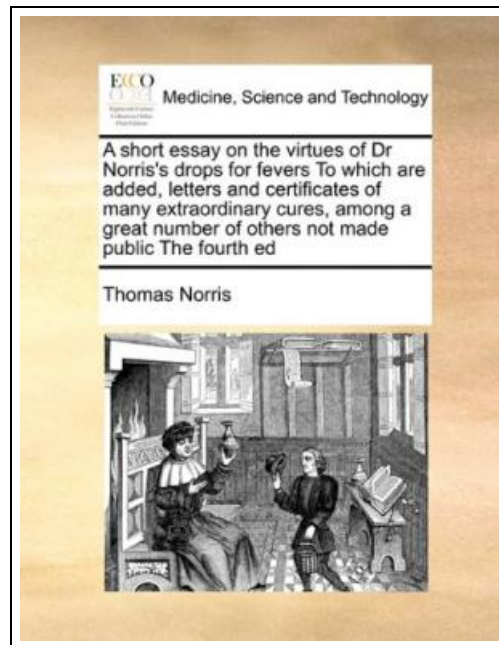 ECCO
Medicine, Science and Technology
A short essay on the virtues of Dr
Norris's drops for fevers To which are
added, letters and certificates of
many extraordinary cures, among a
great number of others not made
public The fourth ed
Thomas Norris